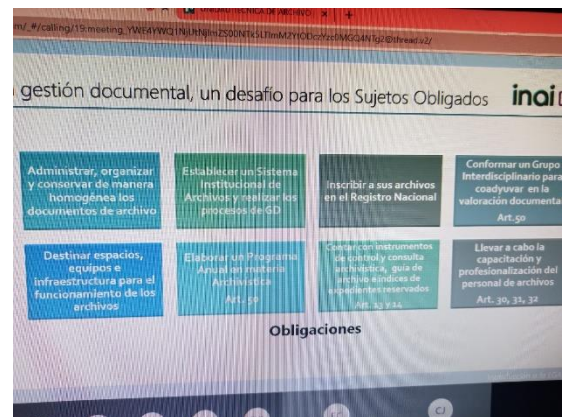 UNIDAD TECNICA DE ARCHIVO
gestión documental, un desafío para los Sujetos Obligados
inai
Administrar, organizar
y conservar de manera
homogénea los
documentos de archivo
Establecer un Sistema
Institucional de
Archivos y realizar los
procesos de GD
Inscribir a sus archivos
en el Registro Nacional
Conformar un Grupo
Interdisciplinario para
coadyuvar en la
valoración documental
Art.50
Destinar espacios,
equipos e
infraestructura para el
funcionamiento de los
archivos
Elaborar un Programa
Anual en materia
Archivística
Contar con instrumentos
de control y consulta
archivística, guía de
archivo e índices de
expedientes reservados
Art. 13 y 14
Llevar a cabo la
capacitación y
profesionalización del
personal de archivos
Art. 30, 31, 32
Obligaciones
CJ